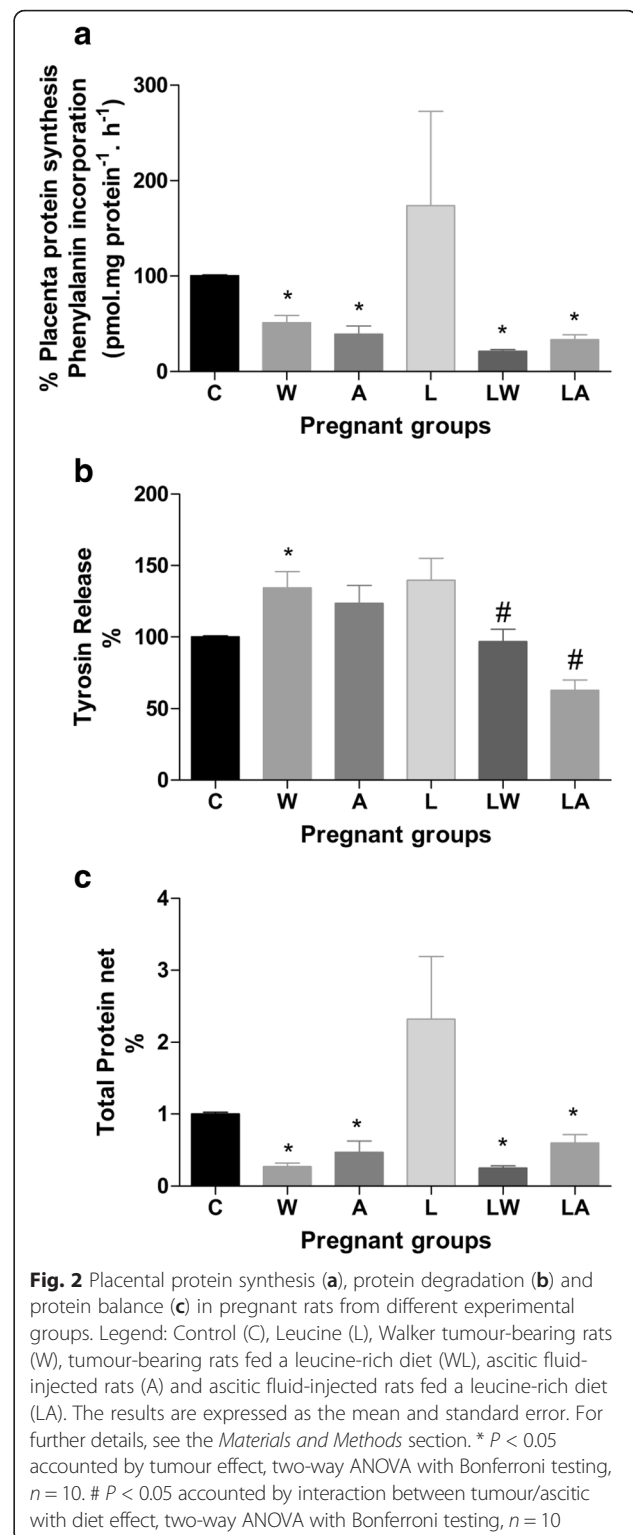 a
% Placenta protein synthesis
Phenylalanin incorporation
(pmol.mg protein⁻¹. h⁻¹)
300
200
100
0
*
*
*
*
C W A L LW LA
Pregnant groups
b
Tyrosin Release
%
200
150
100
50
0
*
#
#
C W A L LW LA
Pregnant groups
c
Total Protein net
%
4
3
2
1
0
*
*
*
*
C W A L LW LA
Pregnant groups
Fig. 2 Placental protein synthesis (a), protein degradation (b) and
protein balance (c) in pregnant rats from different experimental
groups. Legend: Control (C), Leucine (L), Walker tumour-bearing rats
(W), tumour-bearing rats fed a leucine-rich diet (WL), ascitic fluid-
injected rats (A) and ascitic fluid-injected rats fed a leucine-rich diet
(LA). The results are expressed as the mean and standard error. For
further details, see the Materials and Methods section. * P < 0.05
accounted by tumour effect, two-way ANOVA with Bonferroni testing,
n = 10. # P < 0.05 accounted by interaction between tumour/ascitic
with diet effect, two-way ANOVA with Bonferroni testing, n = 10